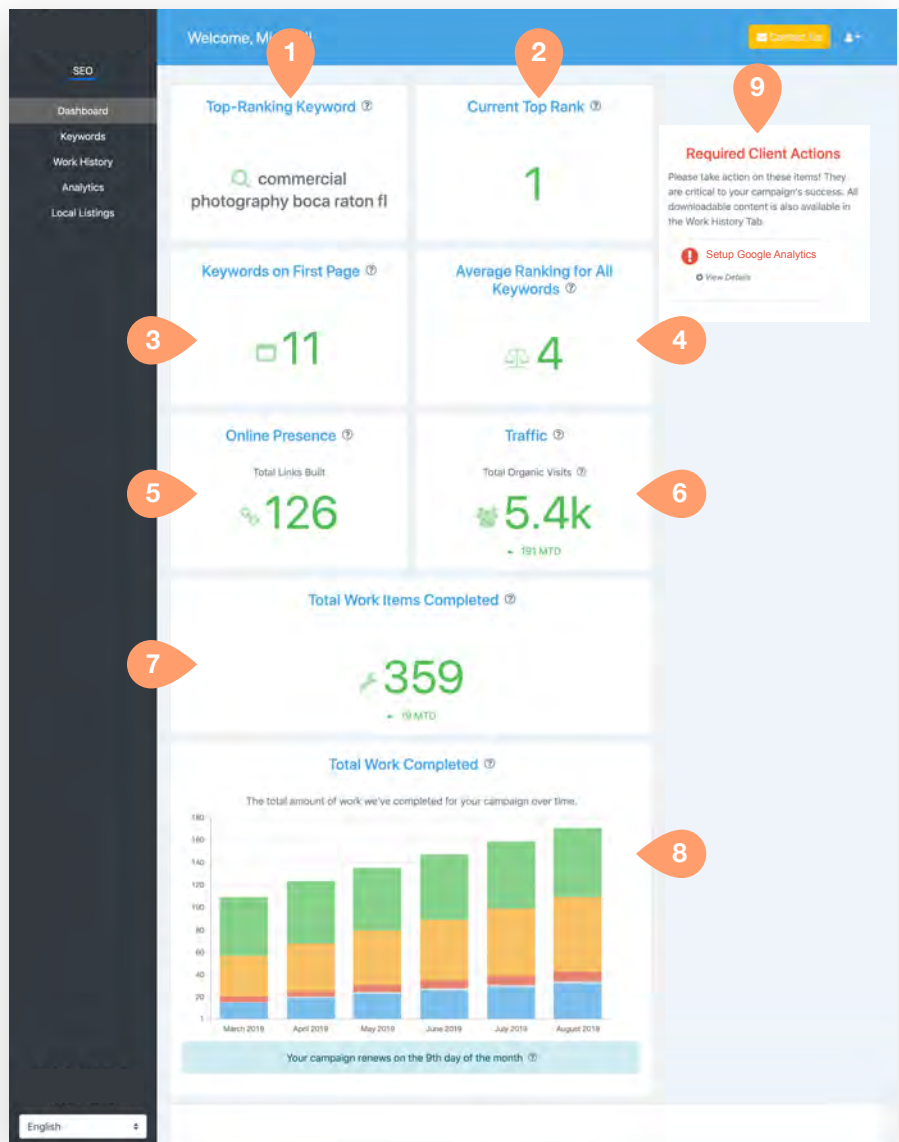 Welcome,
1
2
Contact Us
SEO
Dashboard
Keywords
Work History
Analytics
Local Listings
Top-Ranking Keyword
commercial
photography boca raton fl
Current Top Rank
1
9
Required Client Actions
Please take action on these items! They
are critical to your campaign's success. All
downloadable content is also available in
the Work History Tab
Setup Google Analytics
View Details
Keywords on First Page
3
11
Average Ranking for All
Keywords
4
4
Online Presence
Total Links Built
5
126
Traffic
Total Organic Visits
5.4k
6
191 MTD
Total Work Items Completed
7
359
19 MTD
Total Work Completed
The total amount of work we've completed for your campaign over time.
8
180
160
140
120
100
80
60
40
20
1
March 2019 April 2019 May 2019 June 2019 July 2019 August 2019
Your campaign renews on the 9th day of the month
English